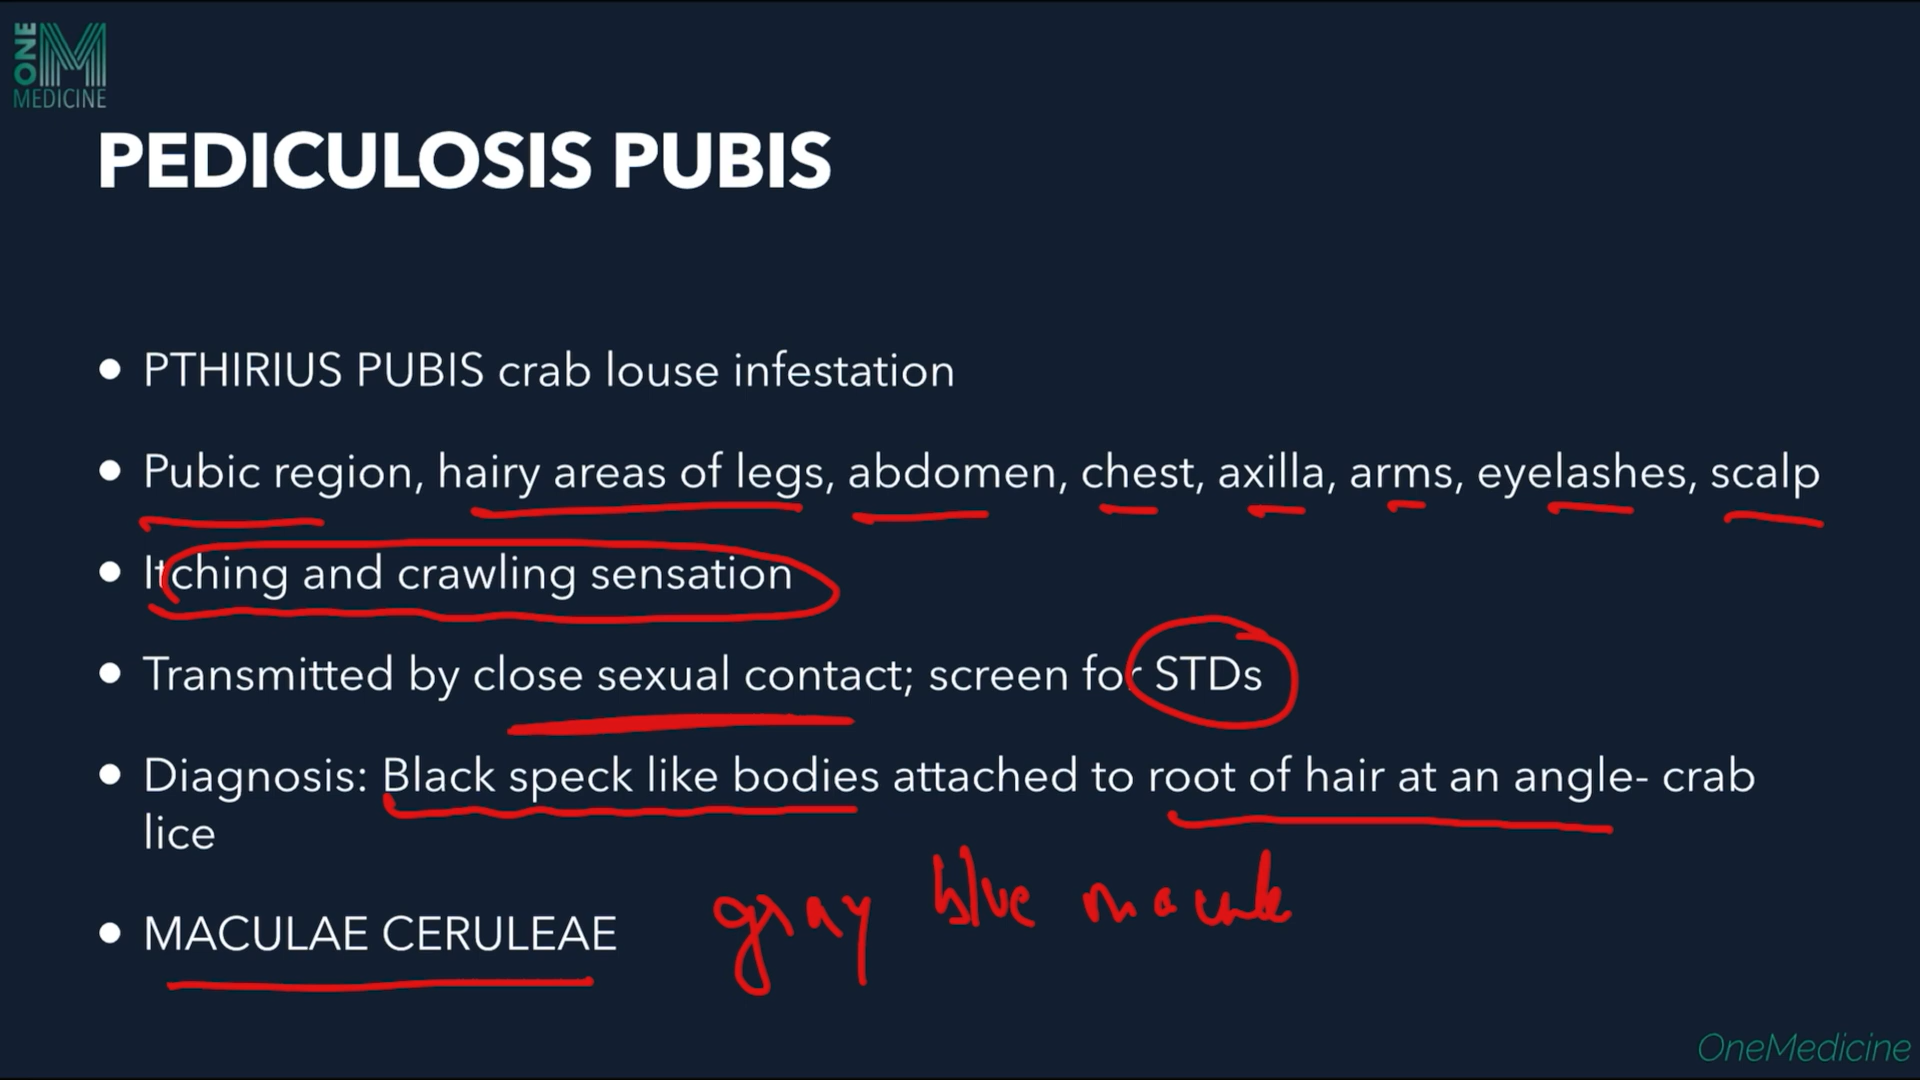 ONE
M
MEDICINE
PEDICULOSIS PUBIS
• PTHIRIUS PUBIS crab louse infestation
• Pubic region, hairy areas of legs, abdomen, chest, axilla, arms, eyelashes, scalp
• Itching and crawling sensation
• Transmitted by close sexual contact; screen for STDs
• Diagnosis: Black speck like bodies attached to root of hair at an angle- crab
lice
• MACULAE CERULEAE
gray blue macule
OneMedicine